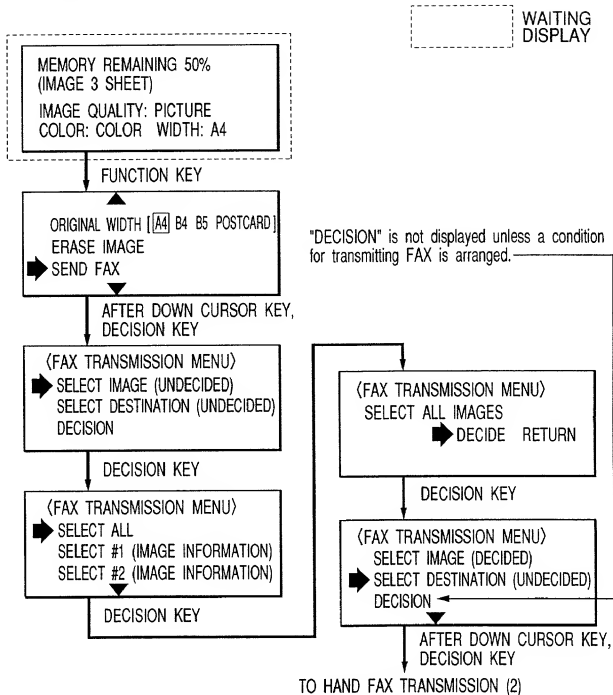 WAITING
DISPLAY
MEMORY REMAINING 50%
(IMAGE 3 SHEET)
IMAGE QUALITY: PICTURE
COLOR: COLOR WIDTH: A4
FUNCTION KEY
ORIGINAL WIDTH [A4 B4 B5 POSTCARD]
ERASE IMAGE
SEND FAX
AFTER DOWN CURSOR KEY,
DECISION KEY
〈FAX TRANSMISSION MENU〉
SELECT IMAGE (UNDECIDED)
SELECT DESTINATION (UNDECIDED)
DECISION
DECISION KEY
〈FAX TRANSMISSION MENU〉
SELECT ALL
SELECT #1 (IMAGE INFORMATION)
SELECT #2 (IMAGE INFORMATION)
DECISION KEY
"DECISION" is not displayed unless a condition
for transmitting FAX is arranged.
〈FAX TRANSMISSION MENU〉
SELECT ALL IMAGES
DECIDE RETURN
DECISION KEY
〈FAX TRANSMISSION MENU〉
SELECT IMAGE (DECIDED)
SELECT DESTINATION (UNDECIDED)
DECISION
AFTER DOWN CURSOR KEY,
DECISION KEY
TO HAND FAX TRANSMISSION (2)